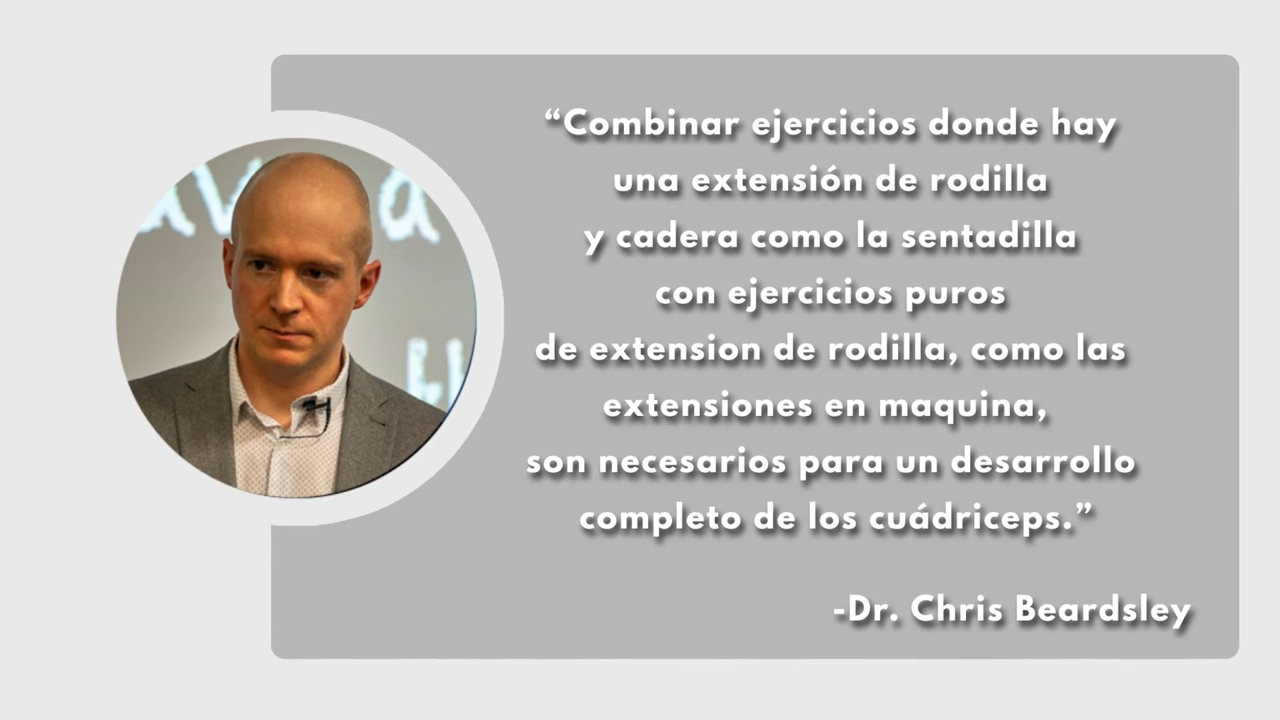 “Combinar ejercicios donde hay
una extensión de rodilla
y cadera como la sentadilla
con ejercicios puros
de extension de rodilla, como las
extensiones en maquina,
son necesarios para un desarrollo
completo de los cuádriceps.”
-Dr. Chris Beardsley